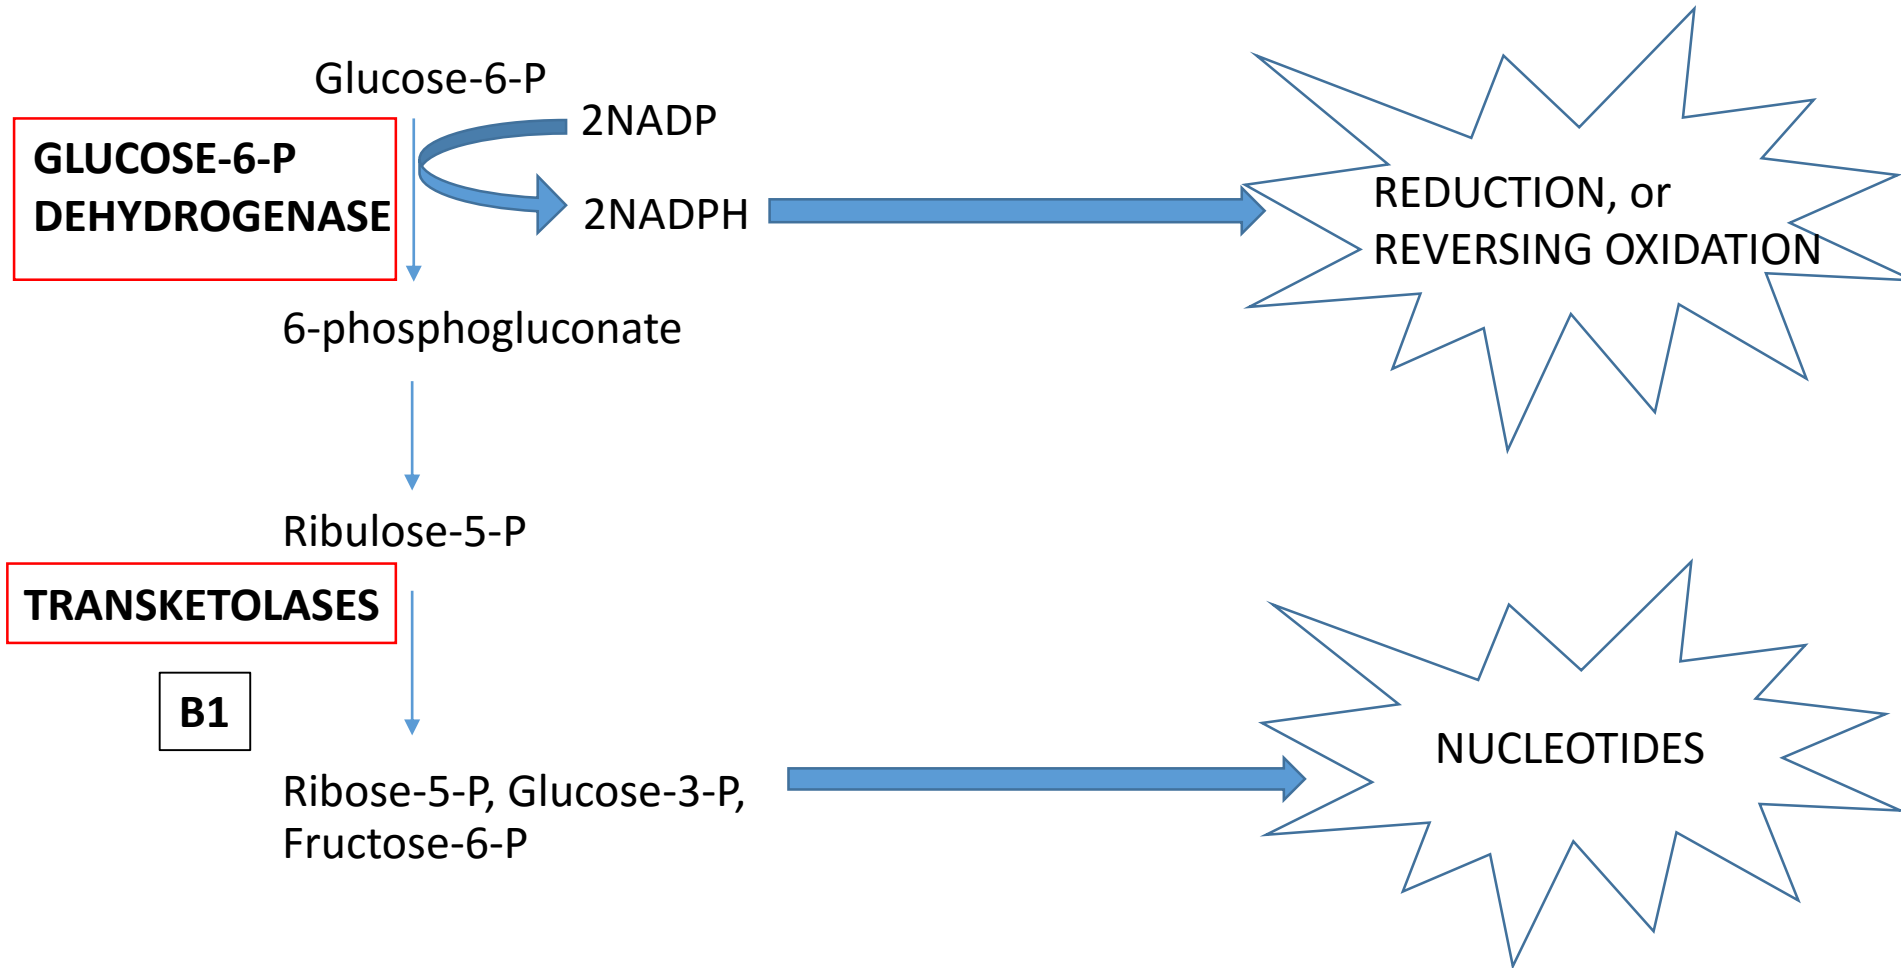 Glucose-6-P
2NADP
GLUCOSE-6-P
DEHYDROGENASE
2NADPH
REDUCTION, or
REVERSING OXIDATION
6-phosphogluconate
Ribulose-5-P
TRANSKETOLASES
B1
NUCLEOTIDES
Ribose-5-P, Glucose-3-P,
Fructose-6-P